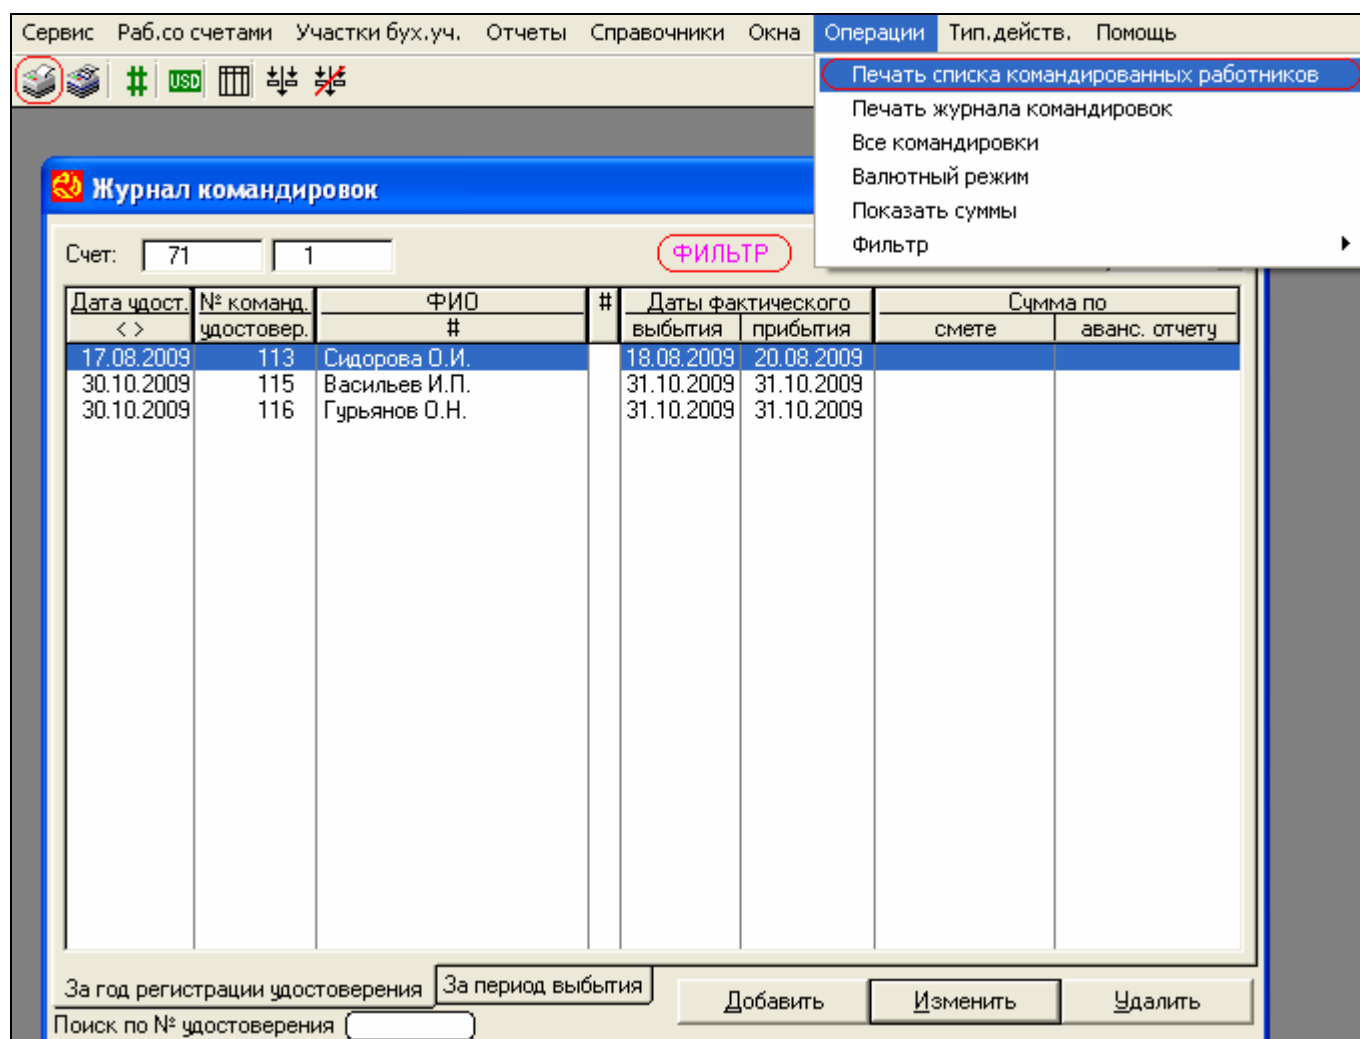 Сервис Раб.со счетами Участки бух.уч. Отчеты Справочники Окна Операции Тип.действ. Помощь
# USD
Печать списка командированных работников
Печать журнала командировок
Все командировки
Валютный режим
Показать суммы
Фильтр
Журнал командировок
Счет: 71 1 ФИЛЬТР
Дата удост. № команд. ФИО # Даты фактического Сумма по
< > удостовер. # выбытия прибытия смете аванс. отчету
17.08.2009 113 Сидорова О.И. 18.08.2009 20.08.2009
30.10.2009 115 Васильев И.П. 31.10.2009 31.10.2009
30.10.2009 116 Гурьянов О.Н. 31.10.2009 31.10.2009
За год регистрации удостоверения За период выбытия Добавить Изменить Удалить
Поиск по № удостоверения